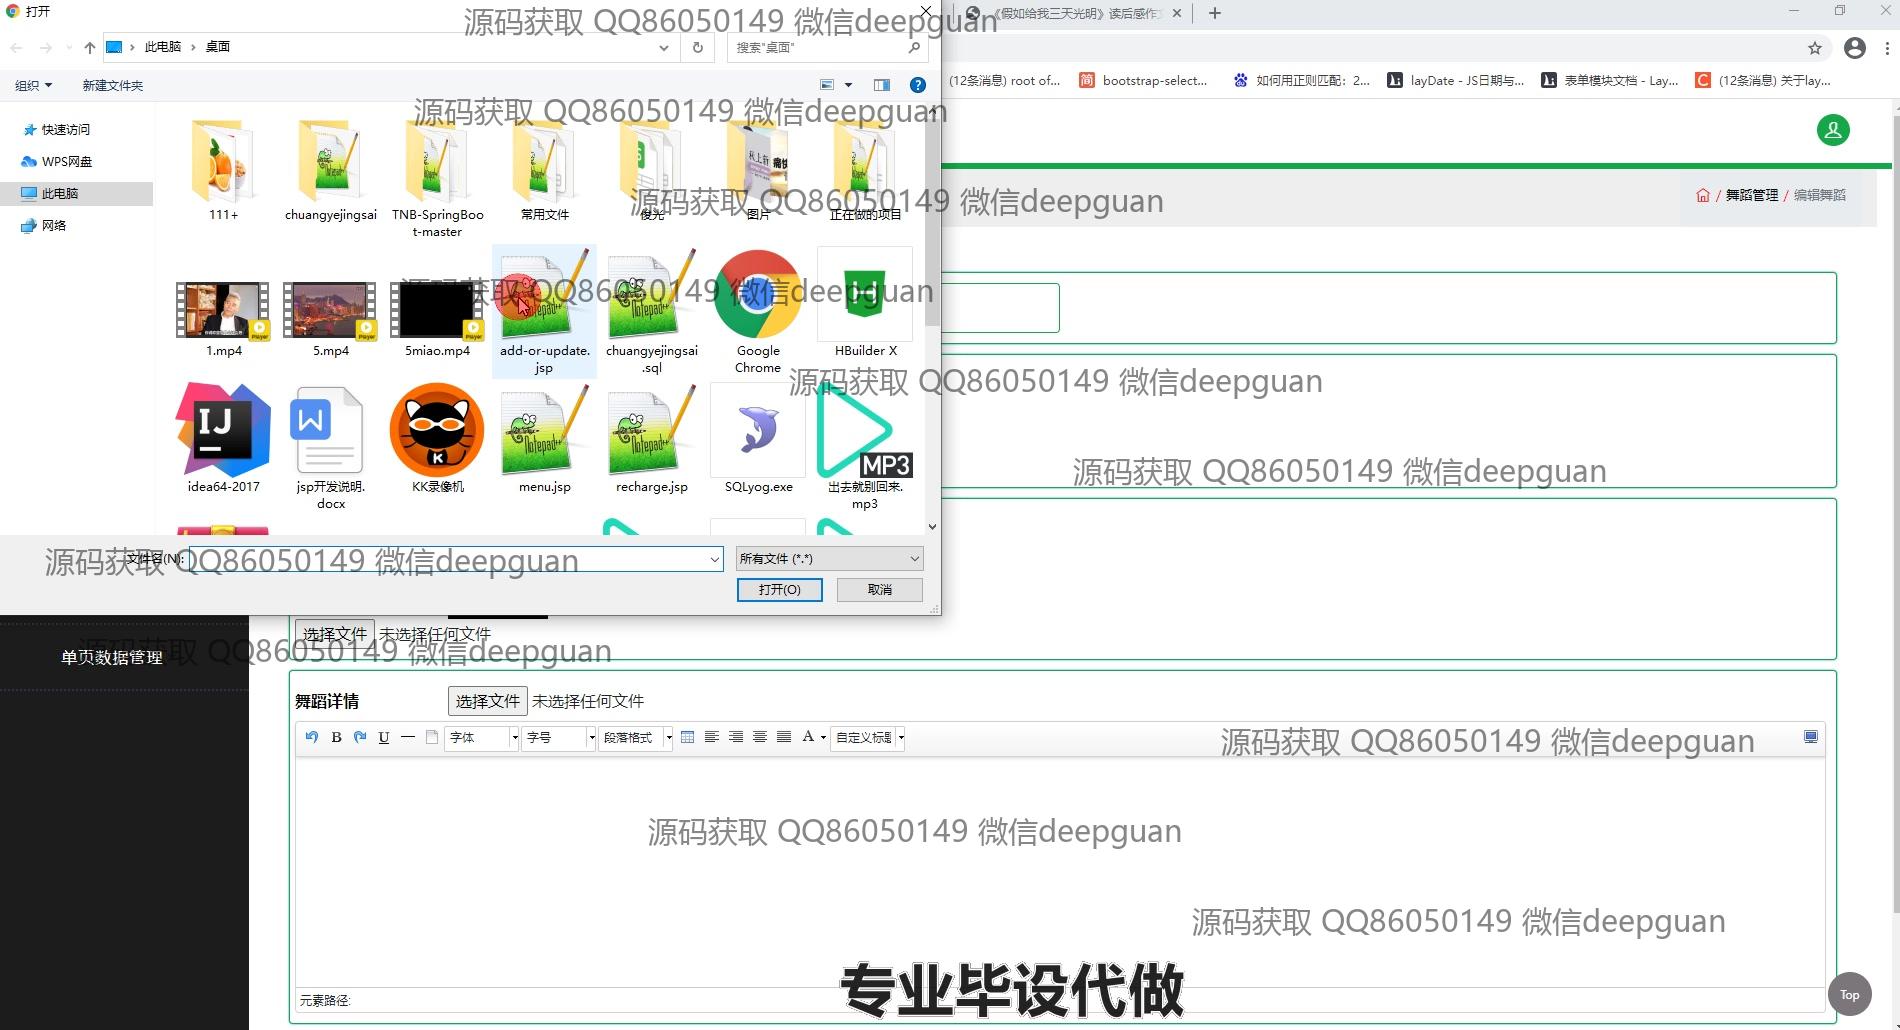 打开
源码获取 QQ86050149 微信deepguan
《假如给我三天光明》读后感作文
此电脑 › 桌面
搜索"桌面"
组织
新建文件夹
(12条消息) root of...
bootstrap-select...
如何用正则匹配：2...
layDate - JS日期与...
表单模块文档 - Lay...
(12条消息) 关于lay...
源码获取 QQ86050149 微信deepguan
快速访问
WPS网盘
此电脑
网络
111+
chuangyejingsai
TNB-SpringBoo
t-master
常用文件
俊光
图片
正在做的项目
源码获取 QQ86050149 微信deepguan
/ 舞蹈管理 / 编辑舞蹈
源码获取 QQ86050149 微信deepguan
1.mp4
5.mp4
5miao.mp4
add-or-update.
jsp
chuangyejingsai
.sql
Google
Chrome
HBuilder X
源码获取 QQ86050149 微信deepguan
idea64-2017
jsp开发说明.
docx
KK录像机
menu.jsp
recharge.jsp
SQLyog.exe
MP3
出去就别回来.
mp3
源码获取 QQ86050149 微信deepguan
文件名(N):
所有文件 (*.*)
源码获取 QQ86050149 微信deepguan
打开(O)
取消
选择文件 未选择任何文件
单页数据管理
源码获取 QQ86050149 微信deepguan
舞蹈详情
选择文件 未选择任何文件
B
U
字体
字号
段落格式
A
自定义标题
源码获取 QQ86050149 微信deepguan
源码获取 QQ86050149 微信deepguan
源码获取 QQ86050149 微信deepguan
元素路径:
专业毕设代做
Top